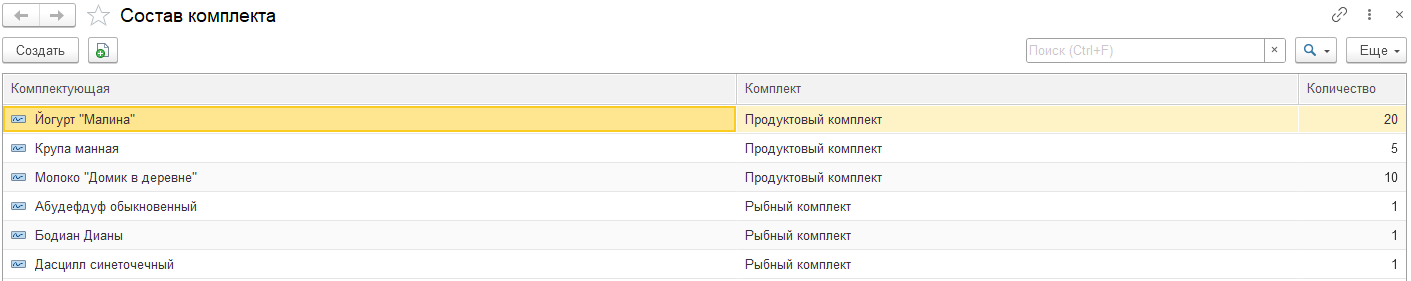 Состав комплекта
Создать Поиск (Ctrl+F) × Еще
Комплектующая Комплект Количество
Йогурт "Малина" Продуктовый комплект 20
Крупа манная Продуктовый комплект 5
Молоко "Домик в деревне" Продуктовый комплект 10
Абудефдуф обыкновенный Рыбный комплект 1
Бодиан Дианы Рыбный комплект 1
Дасцилл синеточечный Рыбный комплект 1